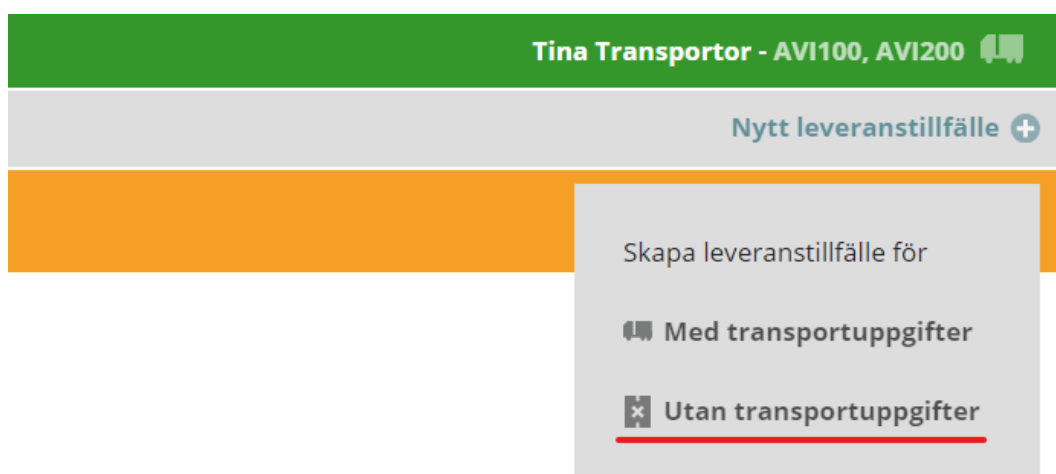 Tina Transportor - AVI100, AVI200
Nytt leveranstillfälle
Skapa leveranstillfälle för
Med transportuppgifter
Utan transportuppgifter